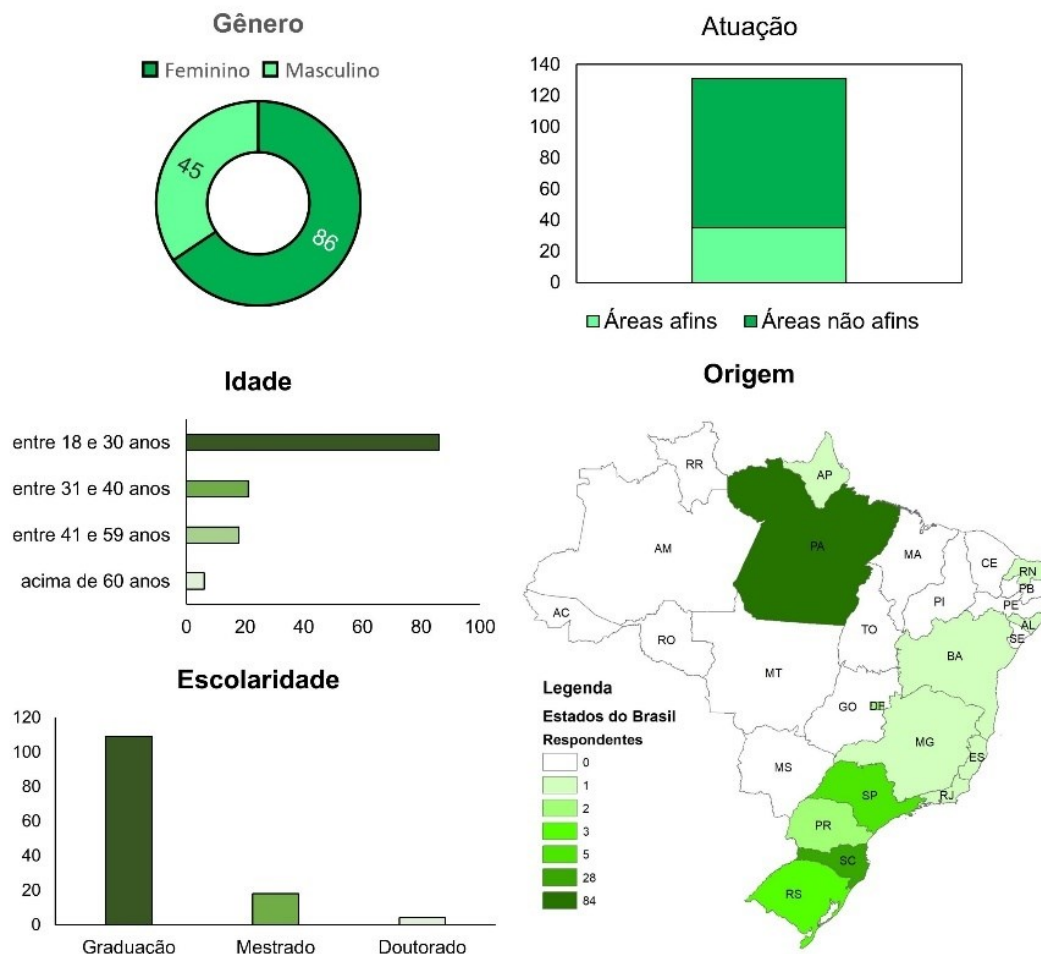 Gênero
Feminino Masculino
45
86
Atuação
140
120
100
80
60
40
20
0
Áreas afins Áreas não afins
Idade
entre 18 e 30 anos
entre 31 e 40 anos
entre 41 e 59 anos
acima de 60 anos
0 20 40 60 80 100
Escolaridade
120
100
80
60
40
20
0
Graduação Mestrado Doutorado
Origem
RR
AP
AM
PA
MA
CE
RN
PB
PI
PE
AC
AL
SE
TO
RO
BA
MT
GO
DF
MG
ES
MS
SP
RJ
PR
SC
RS
Legenda
Estados do Brasil
Respondentes
0
1
2
3
5
28
84